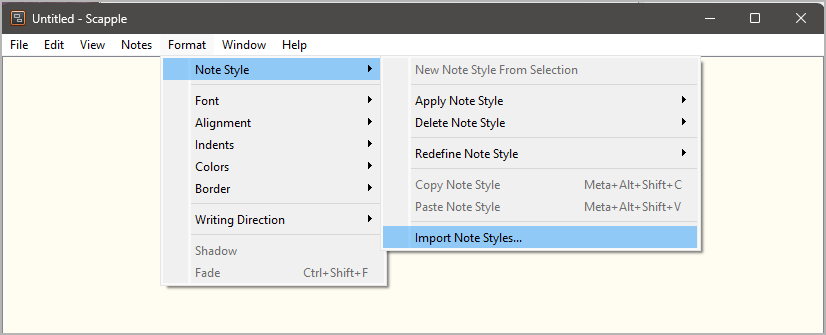 Untitled - Scapple
File Edit View Notes Format Window Help
Note Style
Font
Alignment
Indents
Colors
Border
Writing Direction
Shadow
Fade Ctrl+Shift+F
New Note Style From Selection
Apply Note Style
Delete Note Style
Redefine Note Style
Copy Note Style Meta+Alt+Shift+C
Paste Note Style Meta+Alt+Shift+V
Import Note Styles...